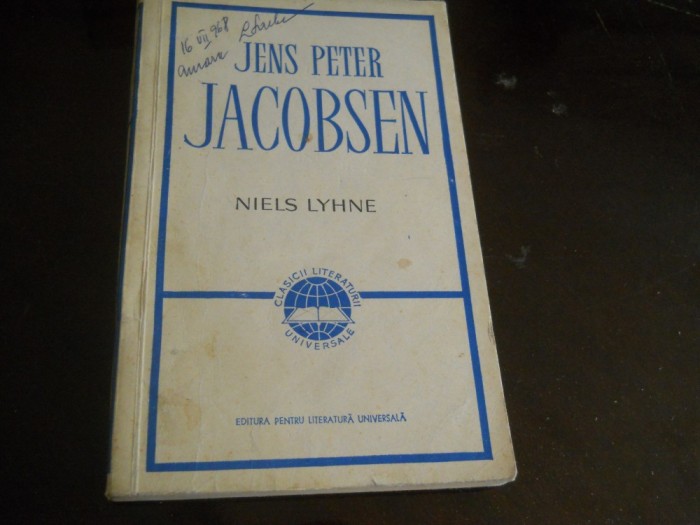 16 VII 968
JENS PETER
JACOBSEN
NIELS LYHNE
CLASICII LITERATURII
UNIVERSALE
EDITURA PENTRU LITERATURĂ UNIVERSALĂ